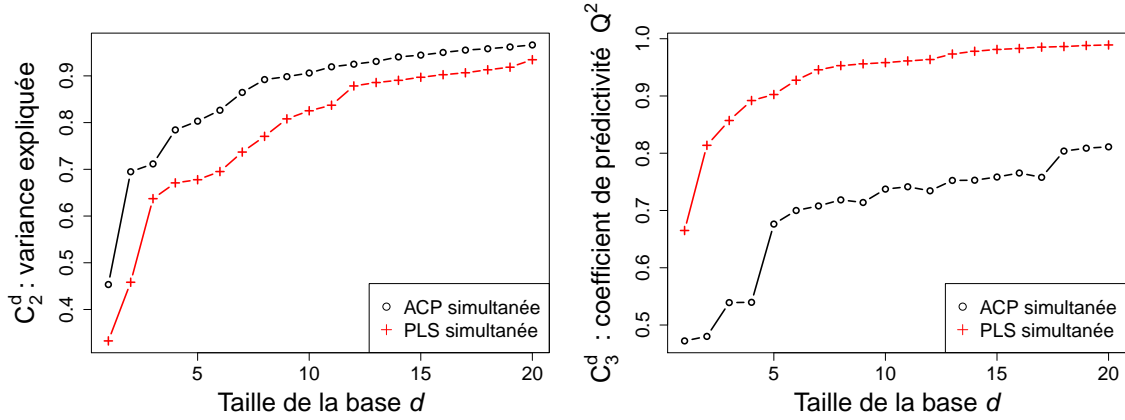 C₂ᵈ : variance expliquée
0.4 0.5 0.6 0.7 0.8 0.9
ACP simultanée
PLS simultanée
5 10 15 20
Taille de la base d
C₃ᵈ : coefficient de prédictivité Q²
0.5 0.6 0.7 0.8 0.9 1.0
ACP simultanée
PLS simultanée
5 10 15 20
Taille de la base d